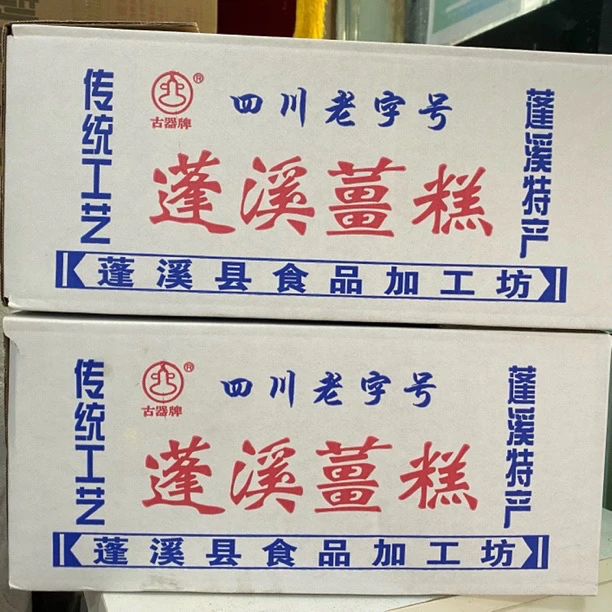 传统工艺
®
古器牌
四川老字号
蓬溪特产
蓬溪薑糕
蓬溪县食品加工坊
传统工艺
®
古器牌
四川老字号
蓬溪特产
蓬溪薑糕
蓬溪县食品加工坊